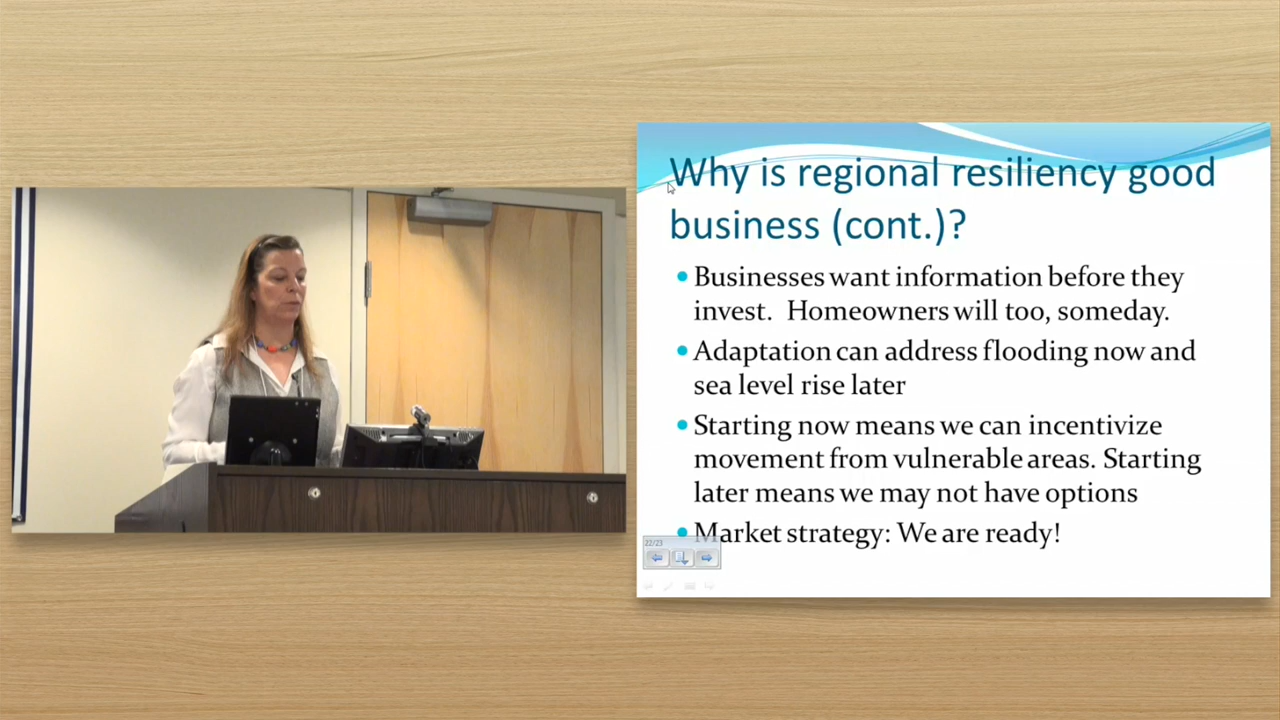 Why is regional resiliency good
business (cont.)?
Businesses want information before they
invest. Homeowners will too, someday.
Adaptation can address flooding now and
sea level rise later
Starting now means we can incentivize
movement from vulnerable areas. Starting
later means we may not have options
Market strategy: We are ready!
22/23